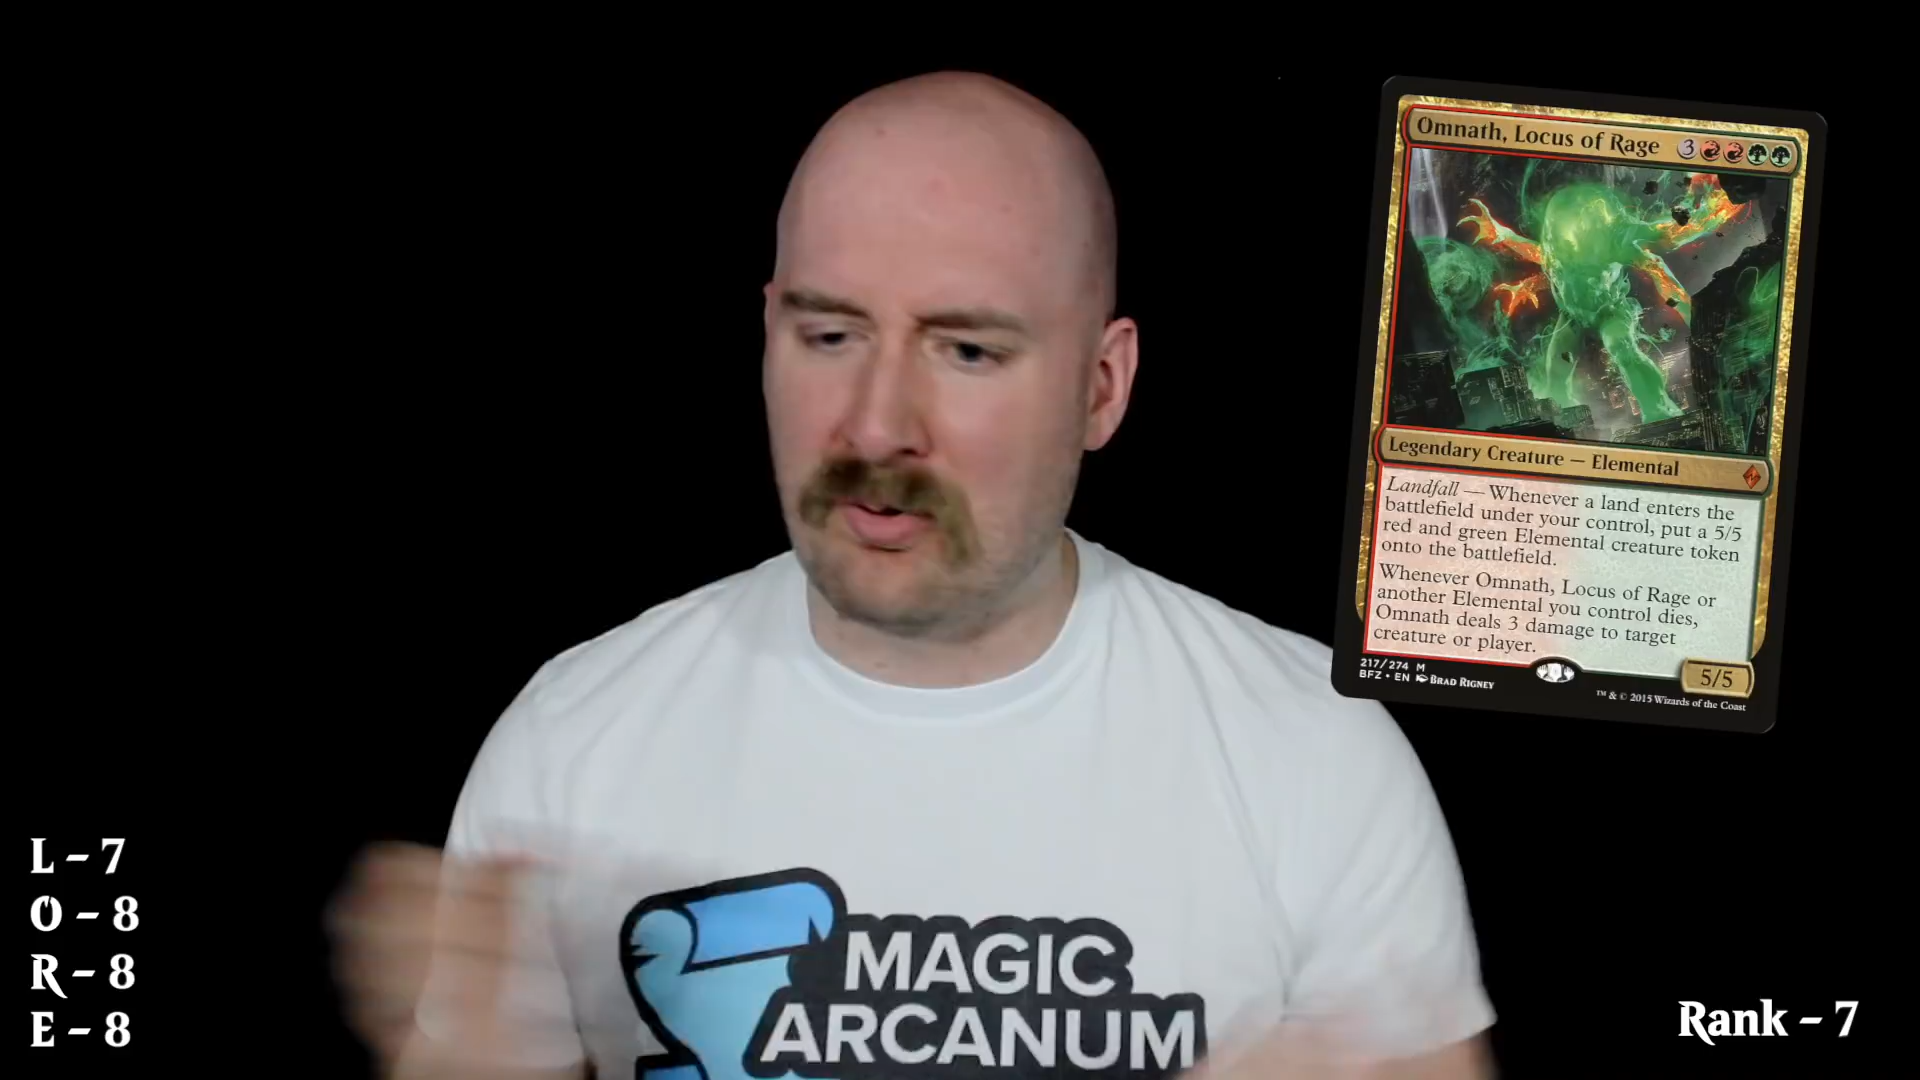 Omnath, Locus of Rage 3
Legendary Creature — Elemental
Landfall — Whenever a land enters the
battlefield under your control, put a 5/5
red and green Elemental creature token
onto the battlefield.
Whenever Omnath, Locus of Rage or
another Elemental you control dies,
Omnath deals 3 damage to target
creature or player.
5/5
217/274 M
BFZ • EN BRAD RIGNEY
™ & © 2015 Wizards of the Coast
L – 7
O – 8
R – 8
E – 8
MAGIC
ARCANUM
Rank – 7